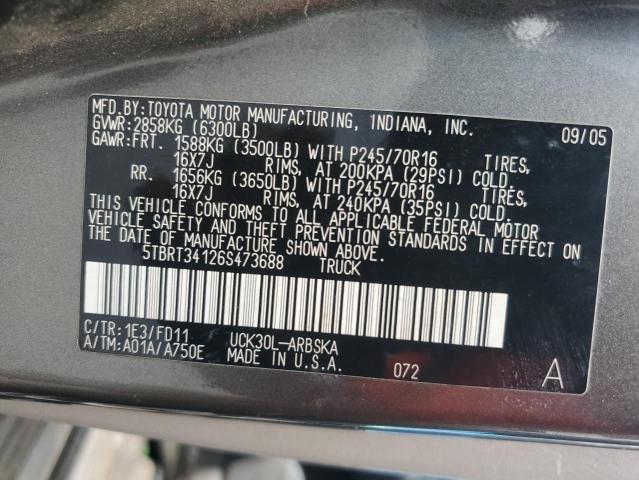 MFD.BY:TOYOTA MOTOR MANUFACTURING, INDIANA, INC. 09/05
GVWR:2858KG (6300LB)
GAWR:FRT. 1588KG (3500LB) WITH P245/70R16 TIRES,
16X7J RIMS, AT 200KPA (29PSI) COLD.
RR. 1656KG (3650LB) WITH P245/70R16 TIRES,
16X7J RIMS, AT 240KPA (35PSI) COLD.
THIS VEHICLE CONFORMS TO ALL APPLICABLE FEDERAL MOTOR
VEHICLE SAFETY AND THEFT PREVENTION STANDARDS IN EFFECT ON
THE DATE OF MANUFACTURE SHOWN ABOVE.
5TBRT34126S473688 TRUCK
C/TR:1E3/FD11 UCK30L-ARBSKA
A/TM:A01A/A750E MADE IN U.S.A. 072 A